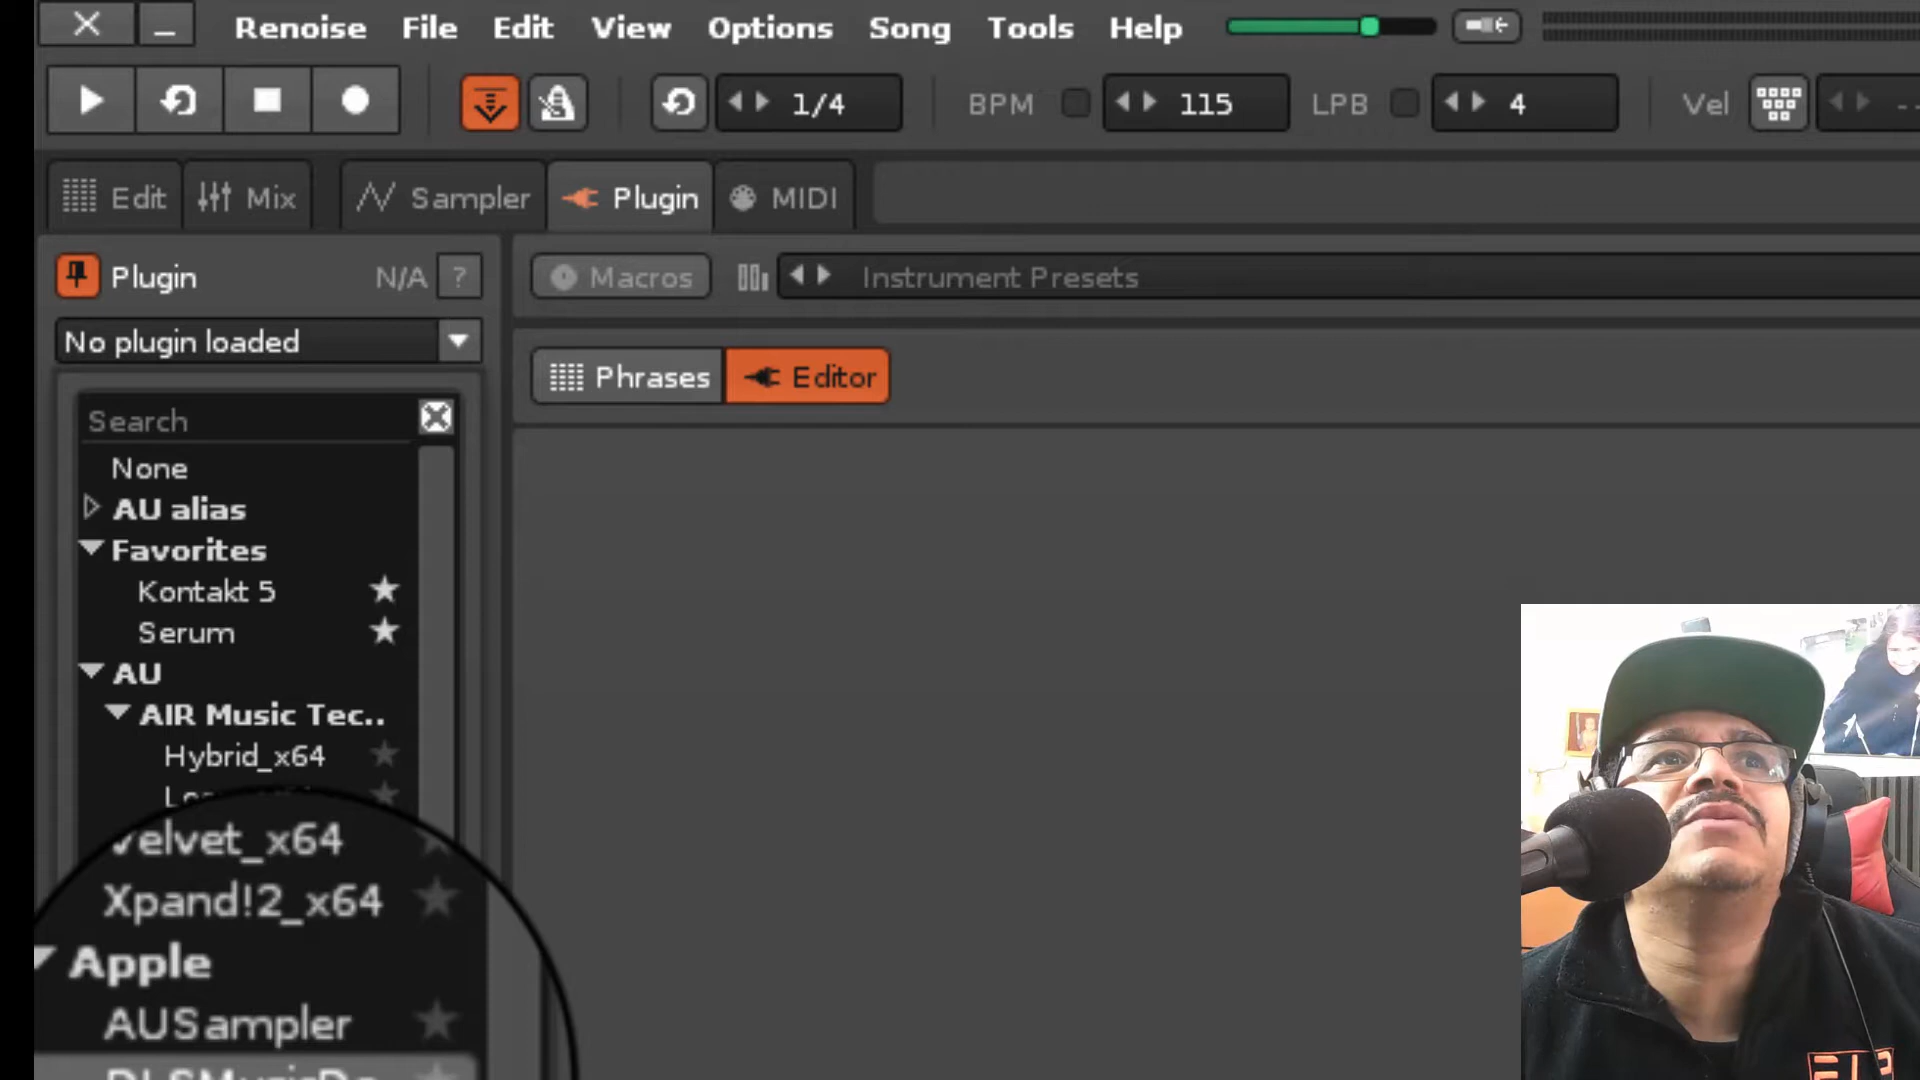 Renoise File Edit View Options Song Tools Help
1/4 BPM 115 LPB 4 Vel --
Edit Mix Sampler Plugin MIDI
Plugin N/A ?
Macros Instrument Presets
No plugin loaded
Phrases Editor
Search
None
AU alias
Favorites
Kontakt 5
Serum
AU
AIR Music Tec..
Hybrid_x64
Velvet_x64
Xpand!2_x64
Apple
AUSampler